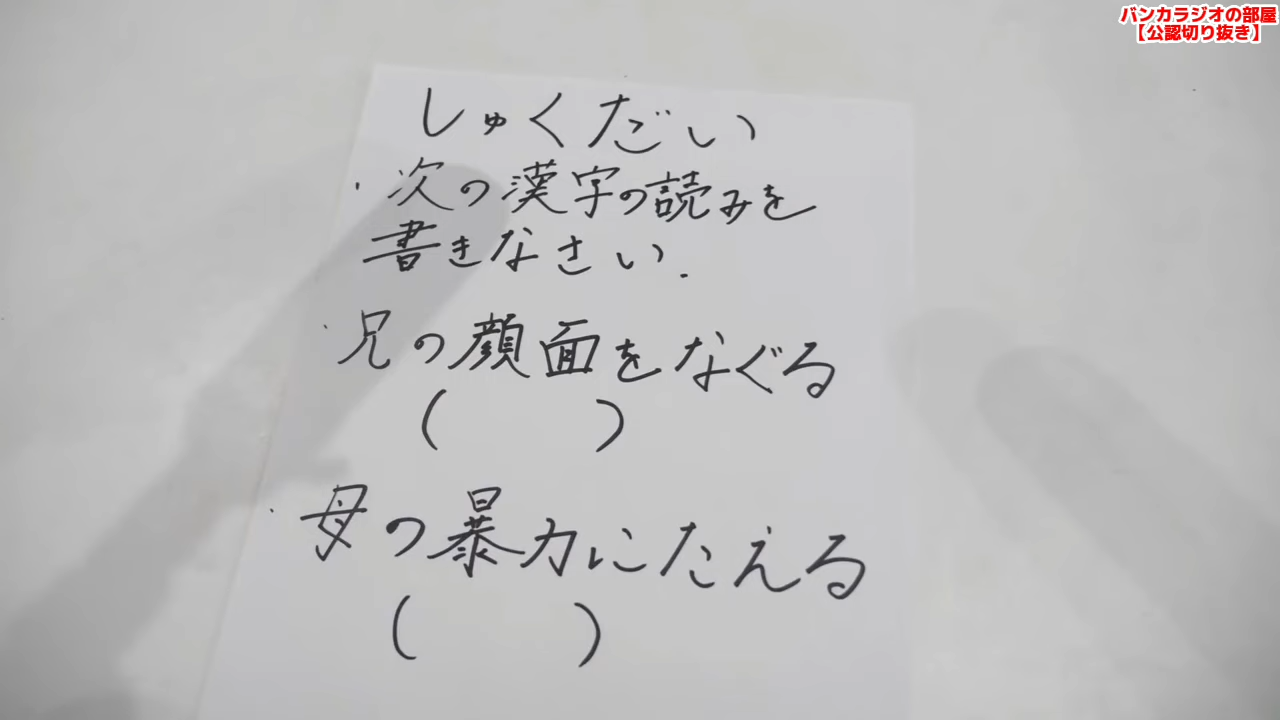 バンカラジオの部屋
【公認切り抜き】
しゅくだい
・次の漢字の読みを
書きなさい.
・兄の顔面をなぐる
(　　　)
・母の暴力にたえる
(　　　)